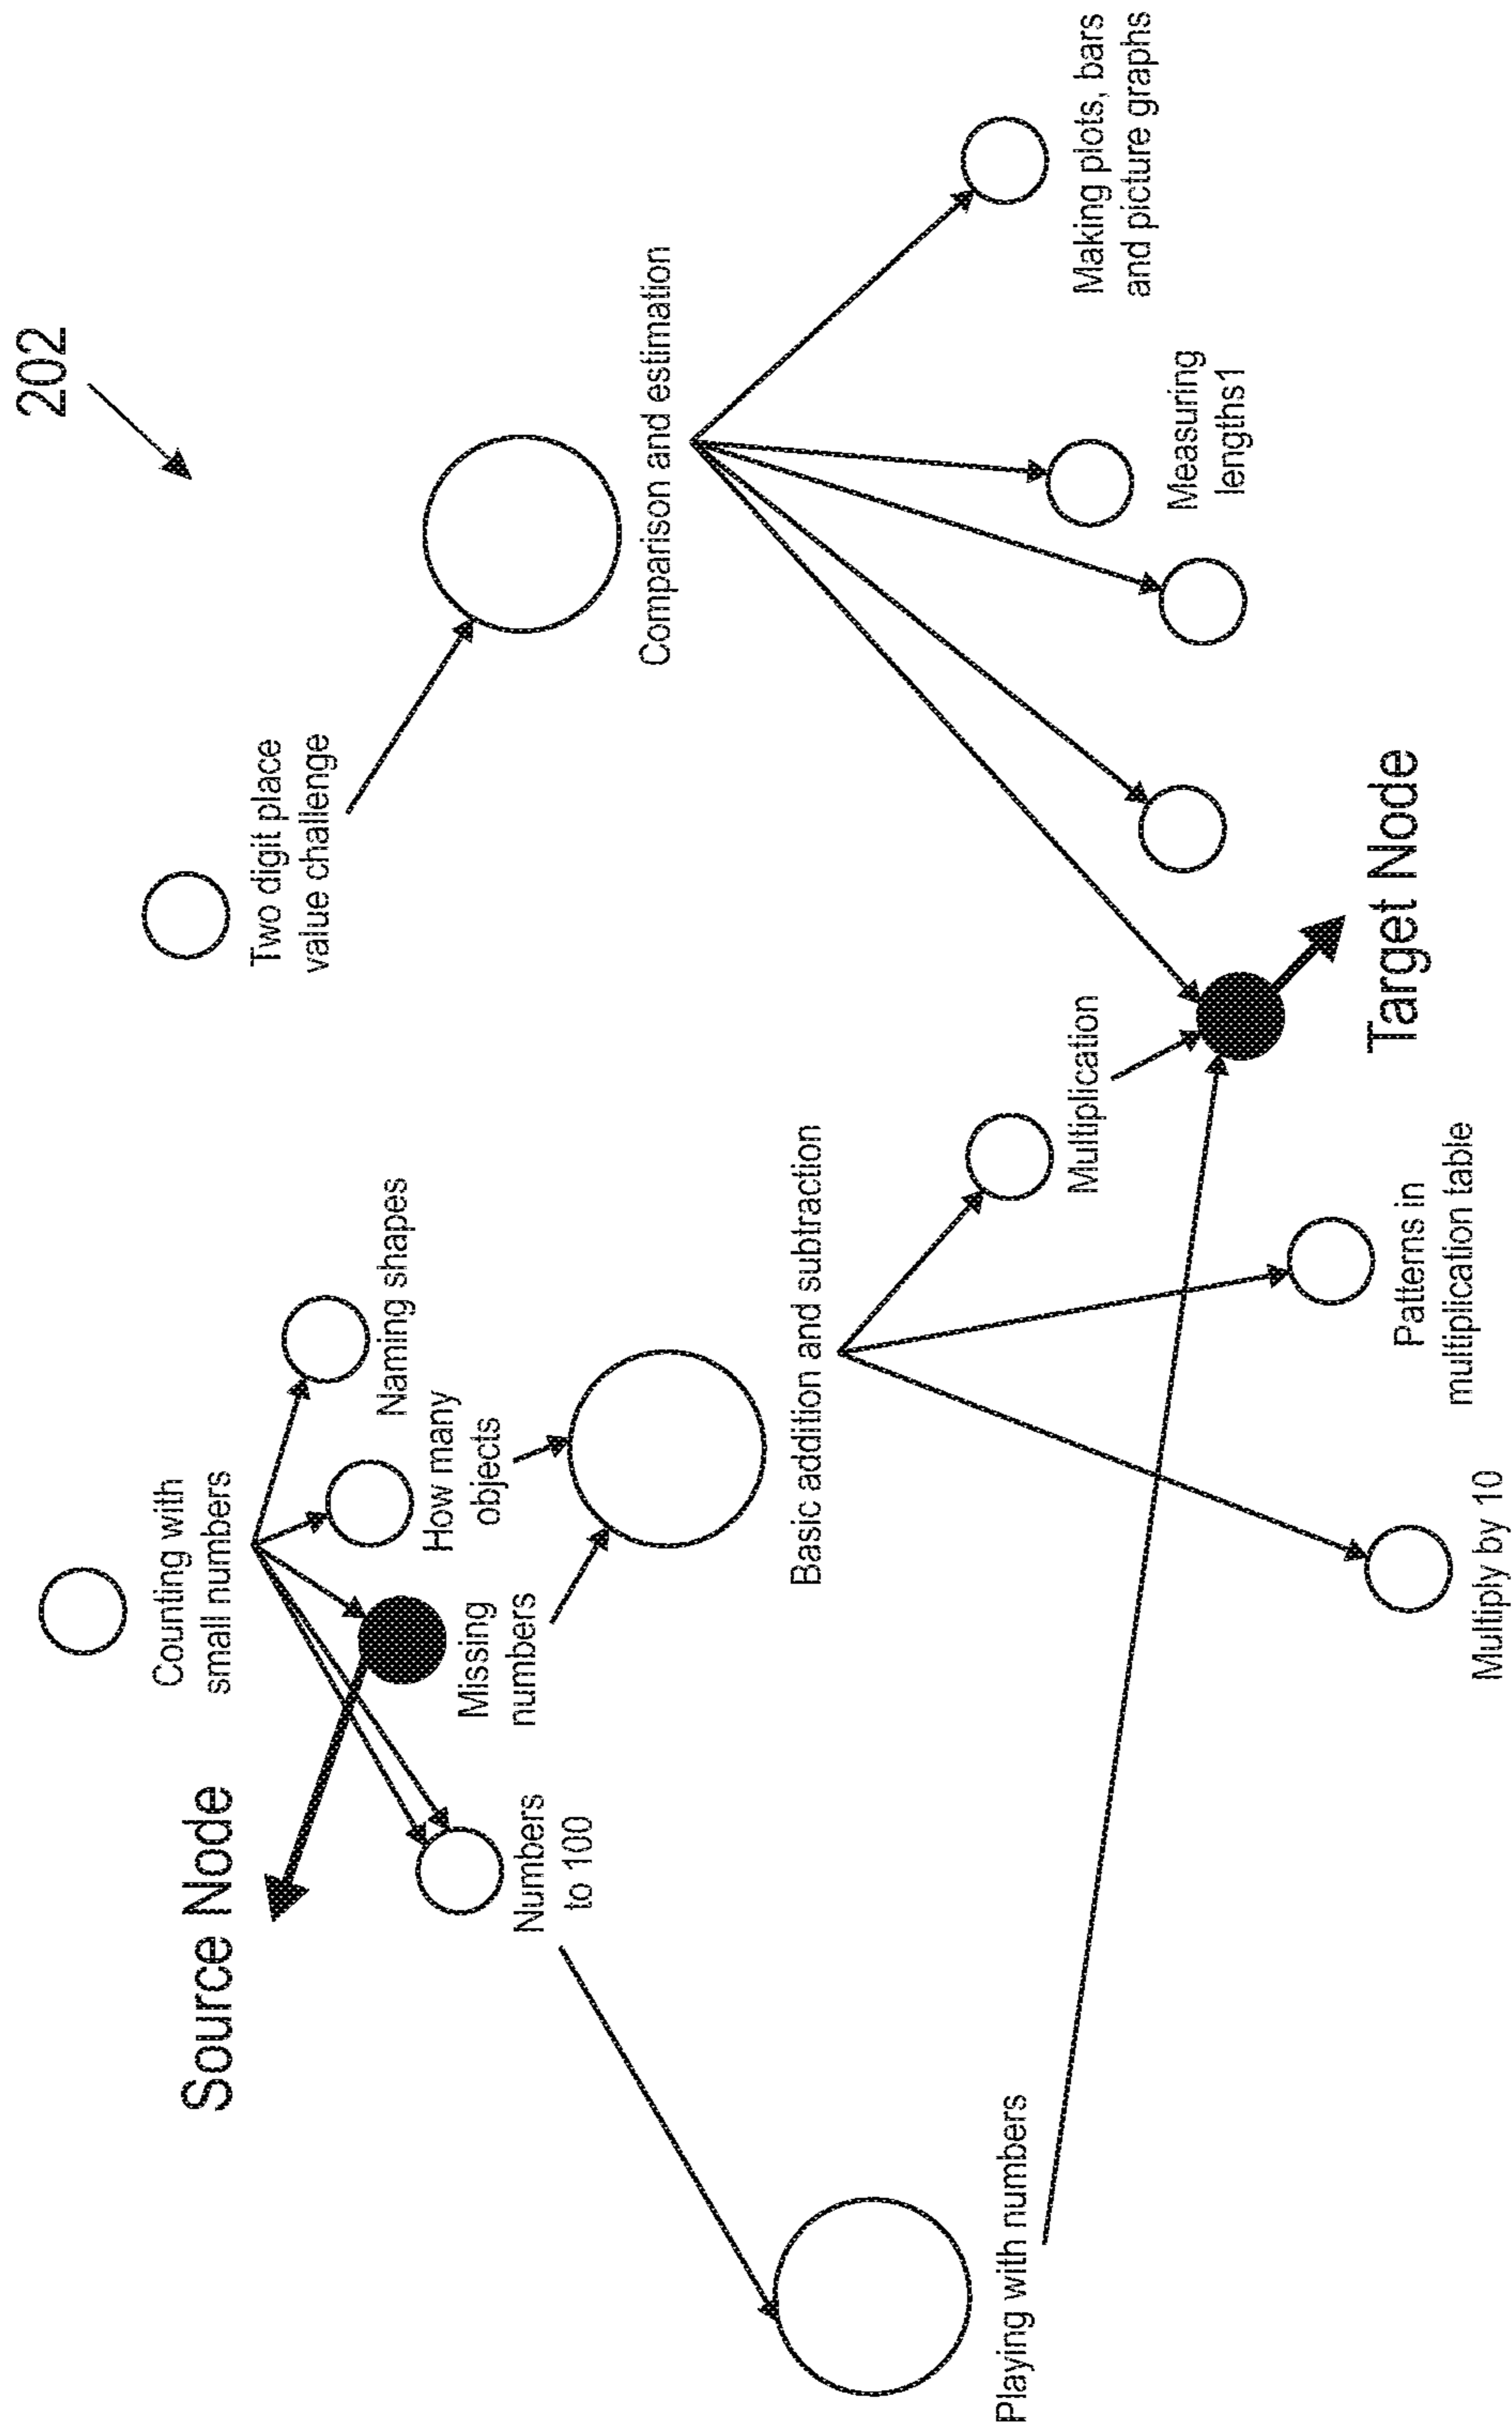 202
Source Node
Counting with
small numbers
Two digit place
value challenge
Naming shapes
How many
objects
Missing
numbers
Numbers
to 100
Comparison and estimation
Basic addition and subtraction
Playing with numbers
Multiplication
Making plots, bars
and picture graphs
Measuring
lengths1
Target Node
Patterns in
multiplication table
Multiply by 10